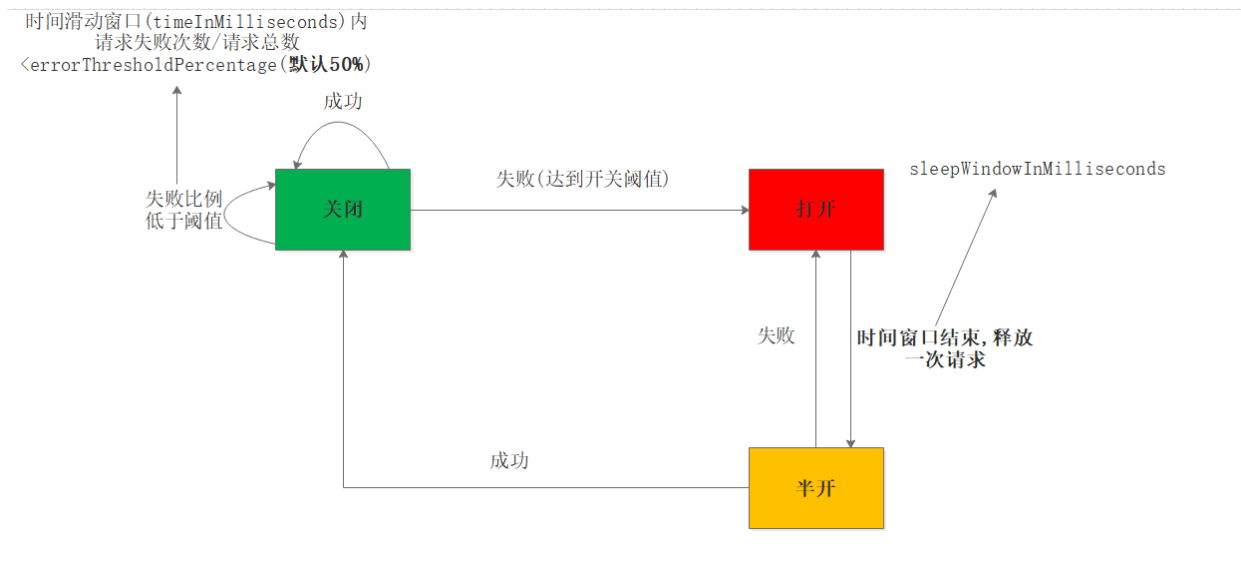 时间滑动窗口(timeInMilliseconds)内
请求失败次数/请求总数
<errorThresholdPercentage(默认50%)
成功
失败(达到开关阈值)
sleepWindowInMilliseconds
失败比例
低于阈值
关闭
打开
失败
时间窗口结束,释放
一次请求
成功
半开